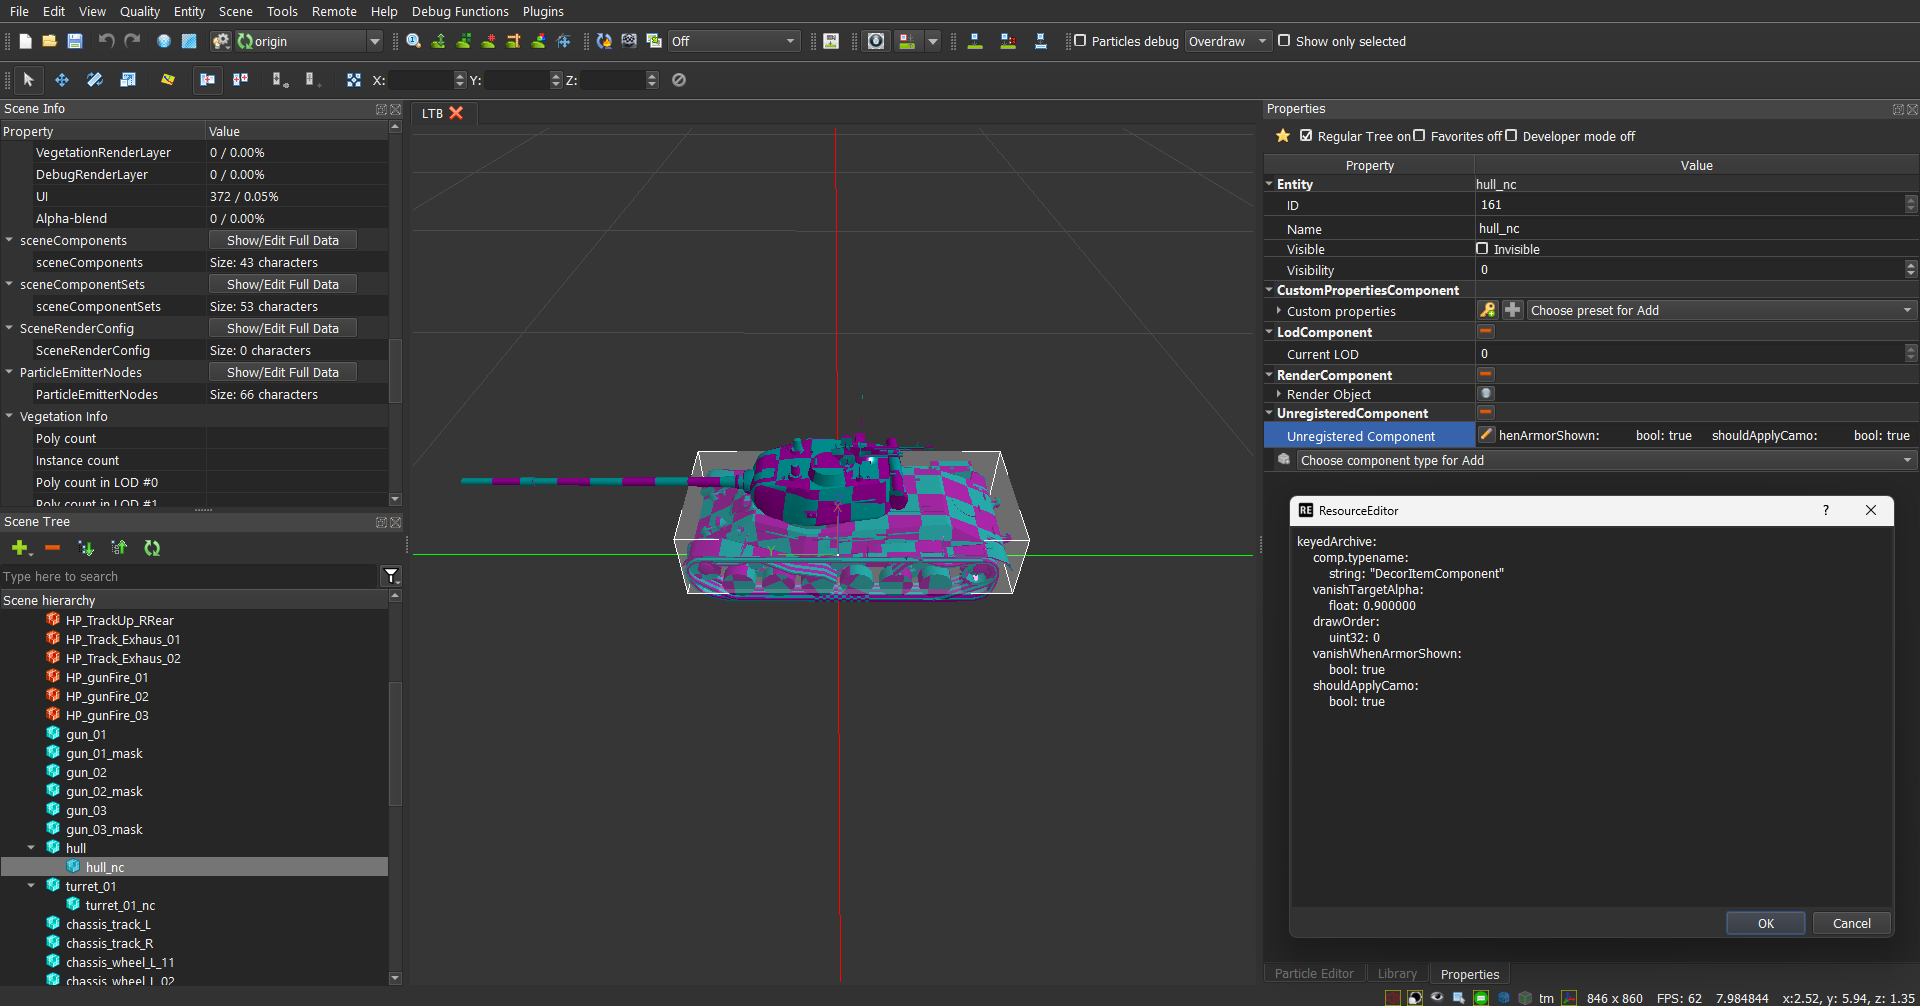 File Edit View Quality Entity Scene Tools Remote Help Debug Functions Plugins
origin Off Particles debug Overdraw Show only selected
X: Y: Z:
Scene Info
Property Value
VegetationRenderLayer 0 / 0.00%
DebugRenderLayer 0 / 0.00%
UI 372 / 0.05%
Alpha-blend 0 / 0.00%
sceneComponents Show/Edit Full Data
sceneComponents Size: 43 characters
sceneComponentSets Show/Edit Full Data
sceneComponentSets Size: 53 characters
SceneRenderConfig Show/Edit Full Data
SceneRenderConfig Size: 0 characters
ParticleEmitterNodes Show/Edit Full Data
ParticleEmitterNodes Size: 66 characters
Vegetation Info
Poly count
Instance count
Poly count in LOD #0
Poly count in LOD #1
Scene Tree
Type here to search
Scene hierarchy
HP_TrackUp_RRear
HP_Track_Exhaus_01
HP_Track_Exhaus_02
HP_gunFire_01
HP_gunFire_02
HP_gunFire_03
gun_01
gun_01_mask
gun_02
gun_02_mask
gun_03
gun_03_mask
hull
hull_nc
turret_01
turret_01_nc
chassis_track_L
chassis_track_R
chassis_wheel_L_11
chassis_wheel_L_02
LTB
X
Properties
Regular Tree on Favorites off Developer mode off
Property Value
Entity hull_nc
ID 161
Name hull_nc
Visible Invisible
Visibility 0
CustomPropertiesComponent
Custom properties Choose preset for Add
LodComponent
Current LOD 0
RenderComponent
Render Object
UnregisteredComponent
Unregistered Component henArmorShown: bool: true shouldApplyCamo: bool: true
Choose component type for Add
RE ResourceEditor ?
keyedArchive:
comp.typename:
string: "DecorItemComponent"
vanishTargetAlpha:
float: 0.900000
drawOrder:
uint32: 0
vanishWhenArmorShown:
bool: true
shouldApplyCamo:
bool: true
OK Cancel
Particle Editor Library Properties
tm 846 x 860 FPS: 62 7.984844 x:2.52, y: 5.94, z: 1.35